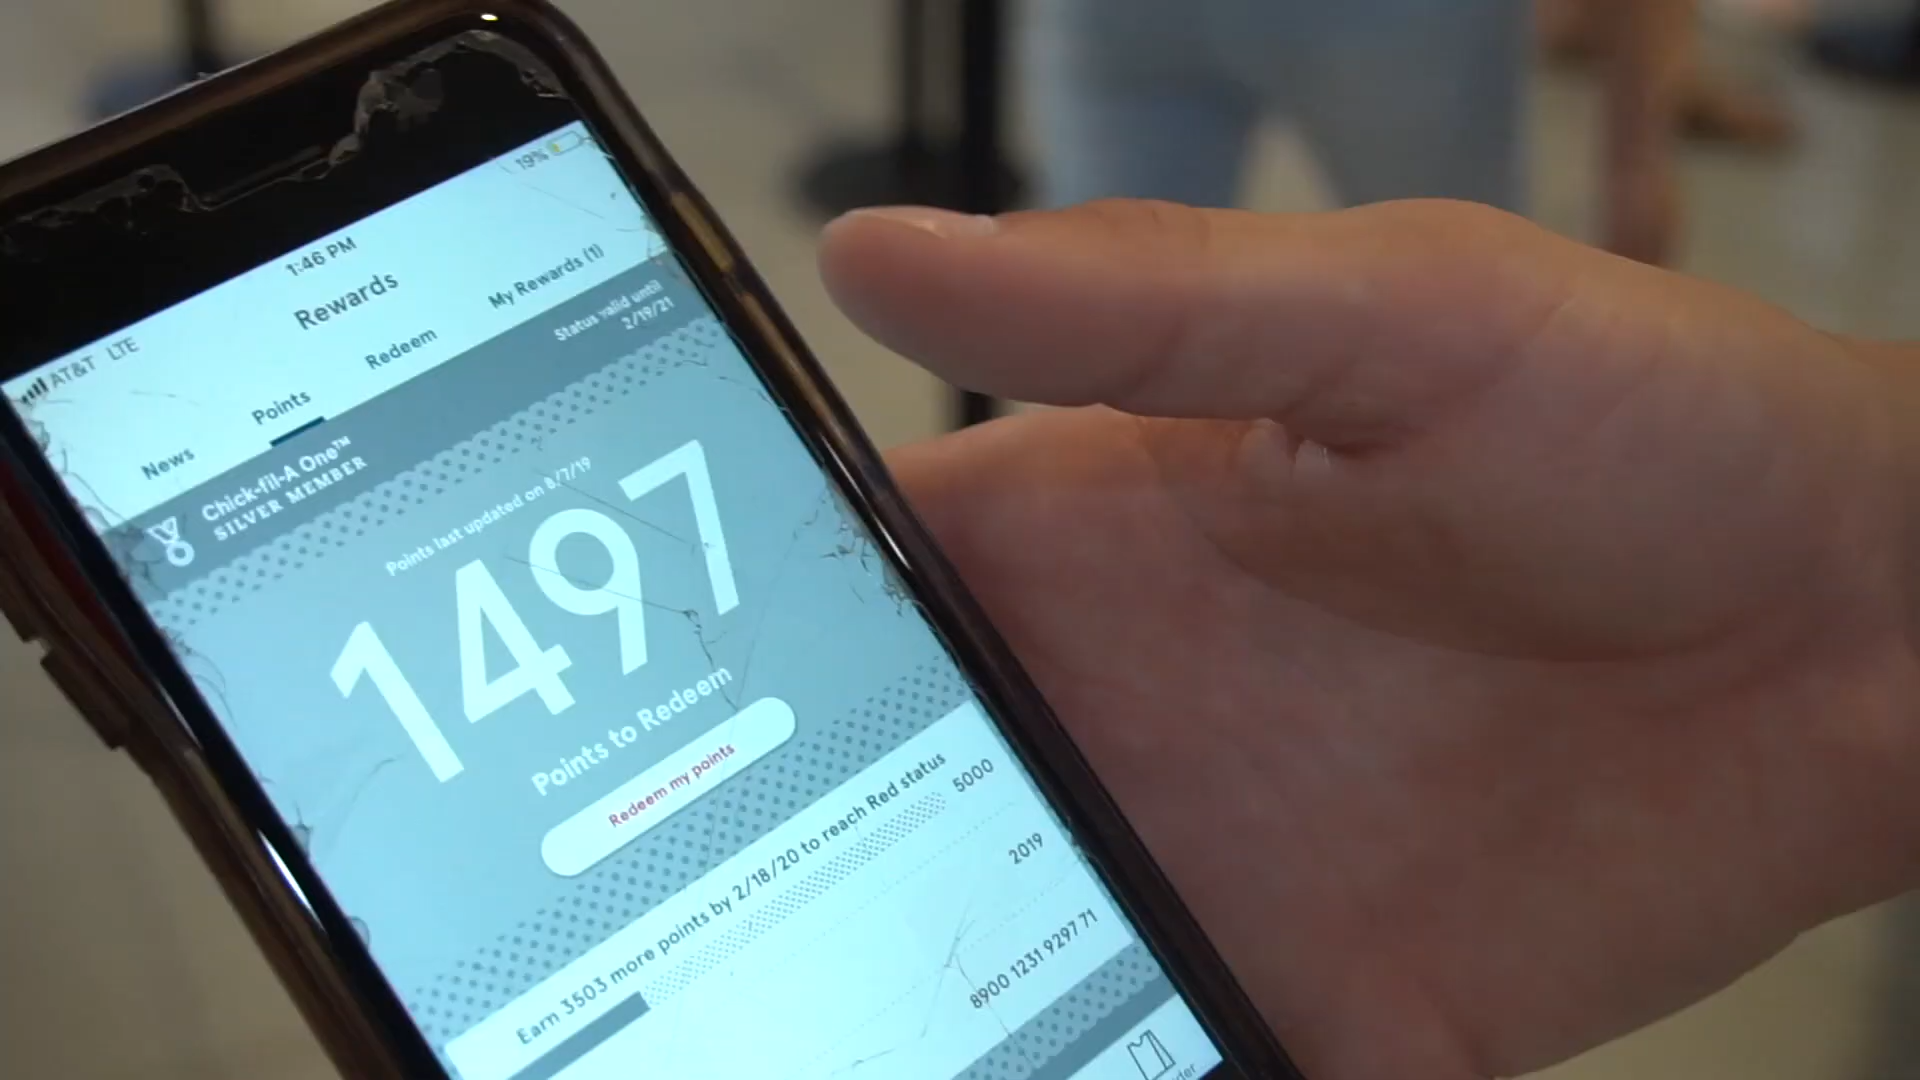 AT&T LTE 1:46 PM 19%
Rewards
News Points Redeem My Rewards (1)
Chick-fil-A One™
SILVER MEMBER
Status valid until
2/19/21
Points last updated on 8/7/19
1497
Points to Redeem
Redeem my points
Earn 3503 more points by 2/18/20 to reach Red status
5000
2019
8900 1231 9297 71